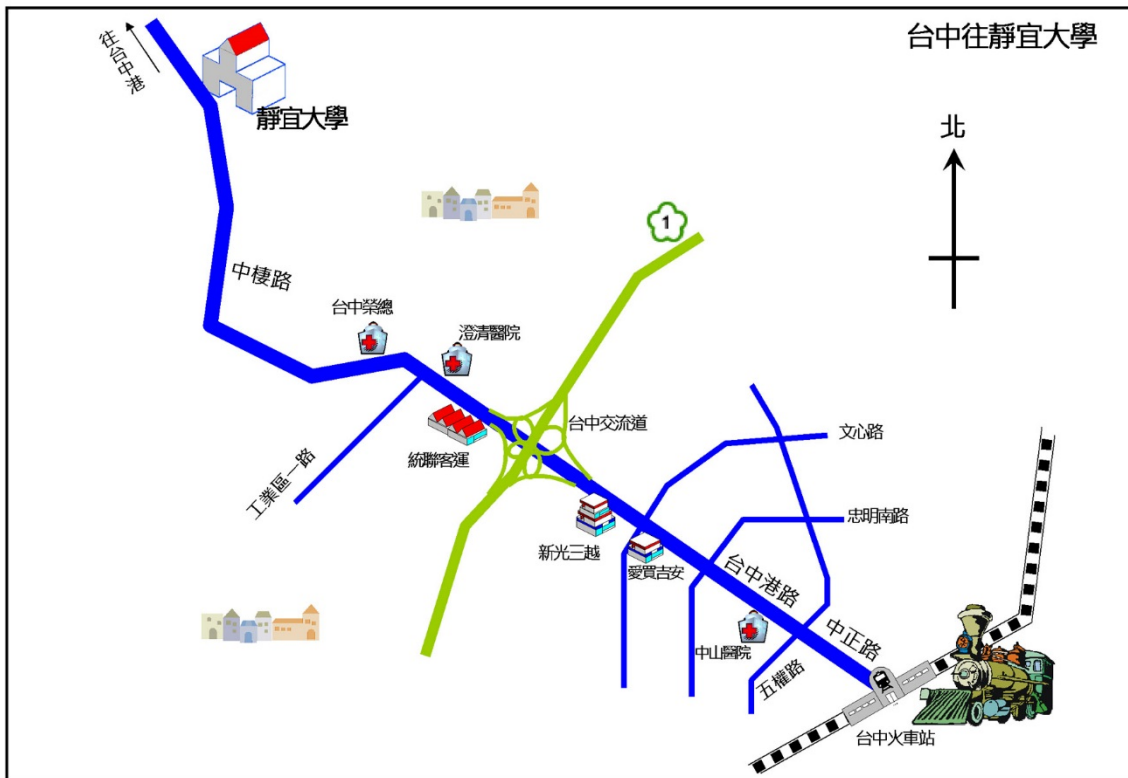 台中往靜宜大學
往台中港
靜宜大學
北
1
中棲路
台中榮總
澄清醫院
台中交流道
文心路
統聯客運
工業區一路
忠明南路
新光三越
愛買吉安
台中港路
中正路
中山醫院
五權路
台中火車站